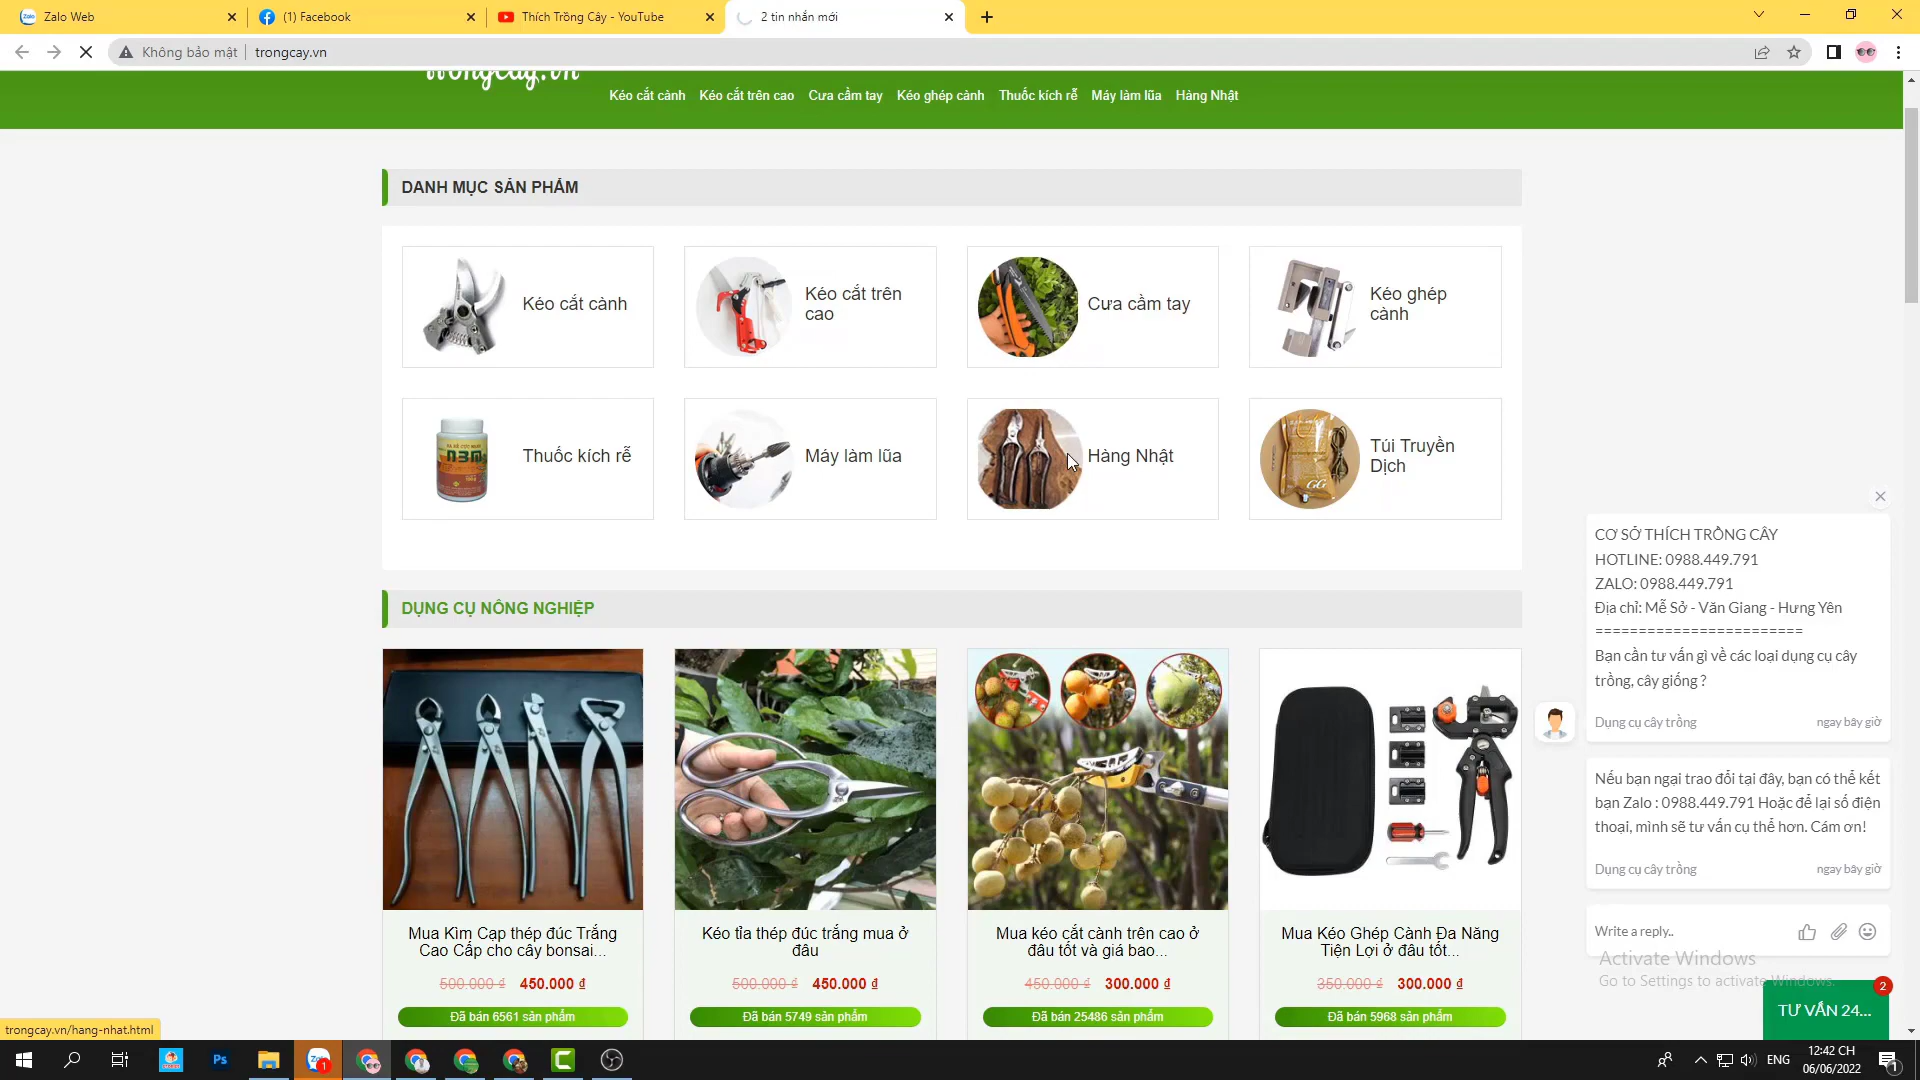 Zalo Web
(1) Facebook
Thích Trồng Cây - YouTube
2 tin nhắn mới
Không bảo mật
trongcay.vn
trongcay.vn
Kéo cắt cành
Kéo cắt trên cao
Cưa cầm tay
Kéo ghép cành
Thuốc kích rễ
Máy làm lũa
Hàng Nhật
DANH MỤC SẢN PHẨM
Kéo cắt cành
Kéo cắt trên
cao
Cưa cầm tay
Kéo ghép
cành
Thuốc kích rễ
Máy làm lũa
Hàng Nhật
Túi Truyền
Dịch
N3M
GG
DỤNG CỤ NÔNG NGHIỆP
Mua Kìm Cạp thép đúc Trắng
Cao Cấp cho cây bonsai...
500.000 ₫ 450.000 ₫
Đã bán 6561 sản phẩm
Kéo tỉa thép đúc trắng mua ở
đâu
500.000 ₫ 450.000 ₫
Đã bán 5749 sản phẩm
Mua kéo cắt cành trên cao ở
đâu tốt và giá bao...
450.000 ₫ 300.000 ₫
Đã bán 25486 sản phẩm
Mua Kéo Ghép Cành Đa Năng
Tiện Lợi ở đâu tốt...
350.000 ₫ 300.000 ₫
Đã bán 5968 sản phẩm
CƠ SỞ THÍCH TRỒNG CÂY
HOTLINE: 0988.449.791
ZALO: 0988.449.791
Địa chỉ: Mễ Sở - Văn Giang - Hưng Yên
==========================
Bạn cần tư vấn gì về các loại dụng cụ cây
trồng, cây giống ?
Dụng cụ cây trồng
ngay bây giờ
Nếu bạn ngại trao đổi tại đây, bạn có thể kết
bạn Zalo : 0988.449.791 Hoặc để lại số điện
thoại, mình sẽ tư vấn cụ thể hơn. Cám ơn!
Dụng cụ cây trồng
ngay bây giờ
Write a reply..
Activate Windows
Go to Settings to activate Windows.
2
TƯ VẤN 24...
trongcay.vn/hang-nhat.html
Ps
Zalo
1
ENG
12:42 CH
06/06/2022
1